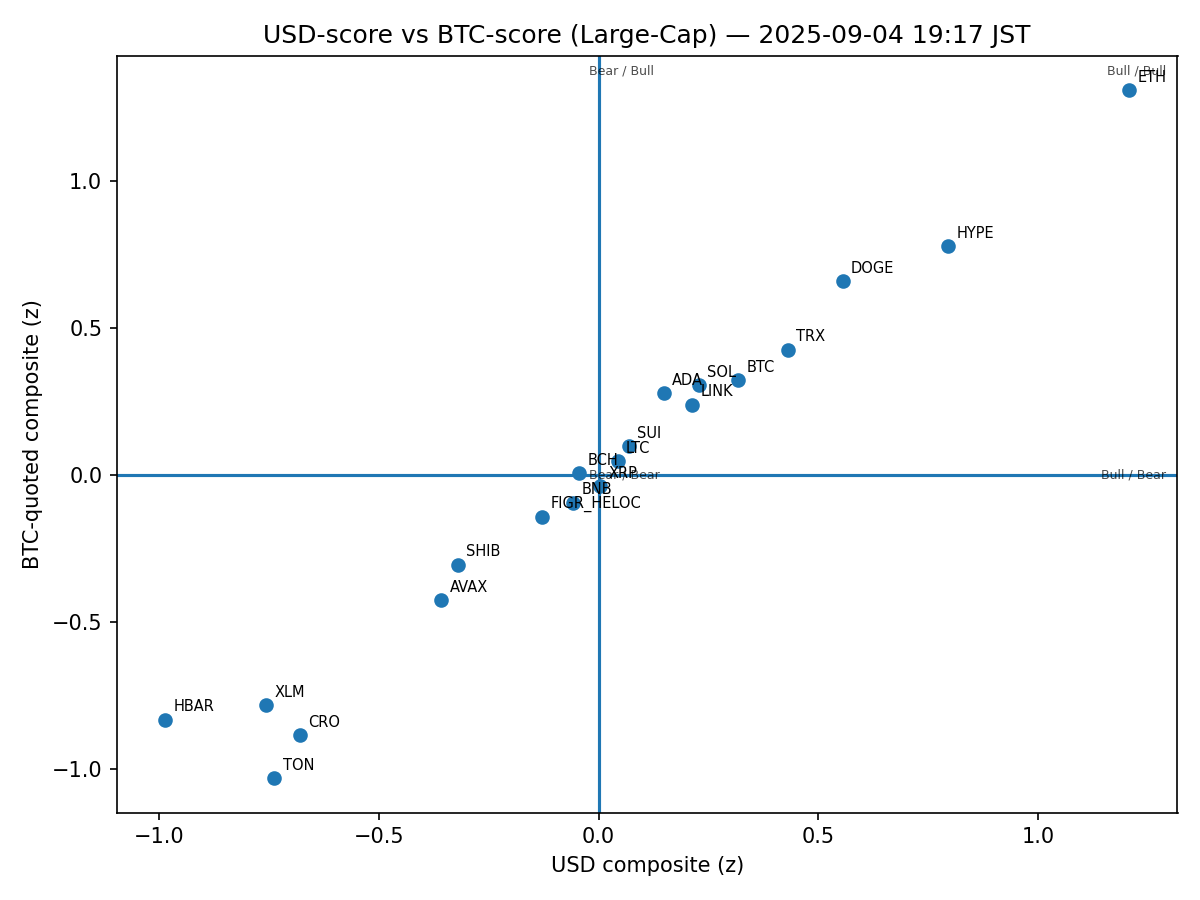 USD-score vs BTC-score (Large-Cap) — 2025-09-04 19:17 JST
Bear / Bull
Bull / Bull
ETH
HYPE
DOGE
TRX
BTC
SOL
ADA
LINK
SUI
LTC
BCH
XRP
Bear / Bear
Bull / Bear
BNB
FIGR_HELOC
SHIB
AVAX
XLM
HBAR
CRO
TON
1.0
0.5
0.0
−0.5
−1.0
BTC-quoted composite (z)
−1.0
−0.5
0.0
0.5
1.0
USD composite (z)